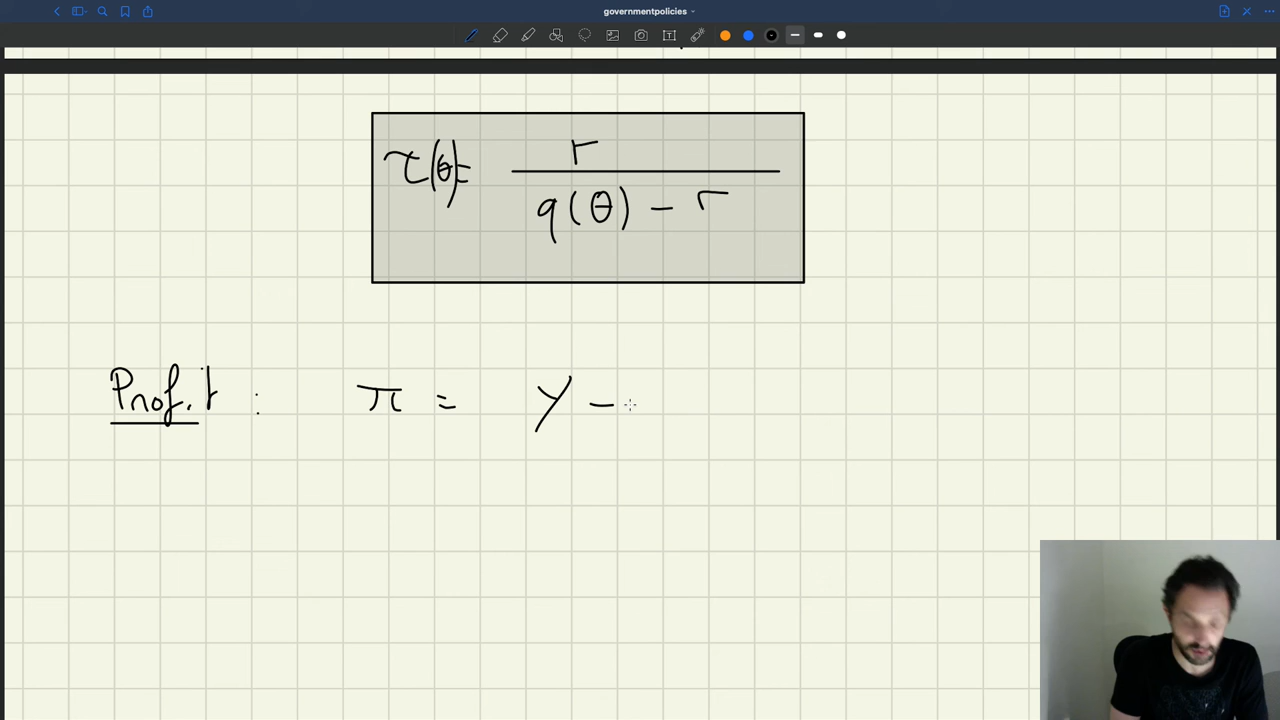 governmentpolicies
τ(θ) = r / (q(θ) − r)
Profit : π = y −